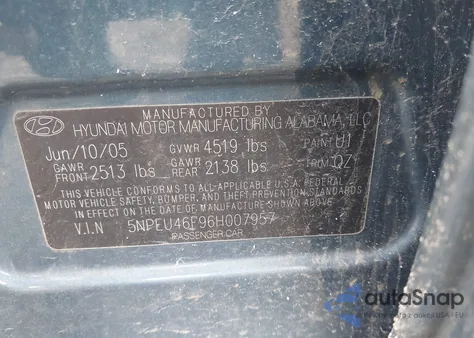 MANUFACTURED BY
HYUNDAI MOTOR MANUFACTURING ALABAMA, LLC
Jun/10/05 GVWR 4519 lbs PAINT U1
GAWR FRONT 2513 lbs GAWR REAR 2138 lbs TRIM QZ
THIS VEHICLE CONFORMS TO ALL APPLICABLE U.S.A. FEDERAL
MOTOR VEHICLE SAFETY, BUMPER, AND THEFT PREVENTION STANDARDS
IN EFFECT ON THE DATE OF MANUFACTURE SHOWN ABOVE.
V.I.N 5NPEU46F96H007957
PASSENGER CAR
autoSnap